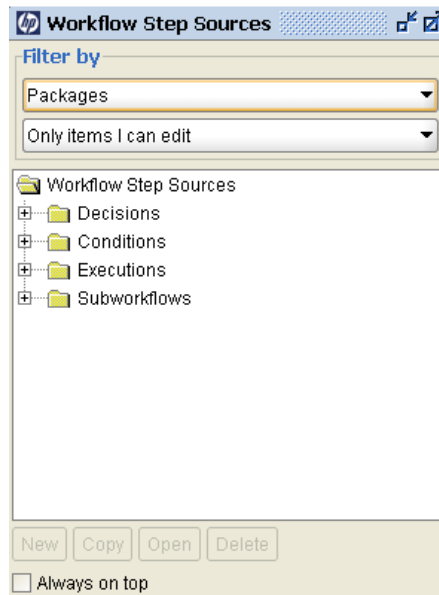 hp Workflow Step Sources
Filter by
Packages
Only items I can edit
Workflow Step Sources
Decisions
Conditions
Executions
Subworkflows
New Copy Open Delete
Always on top